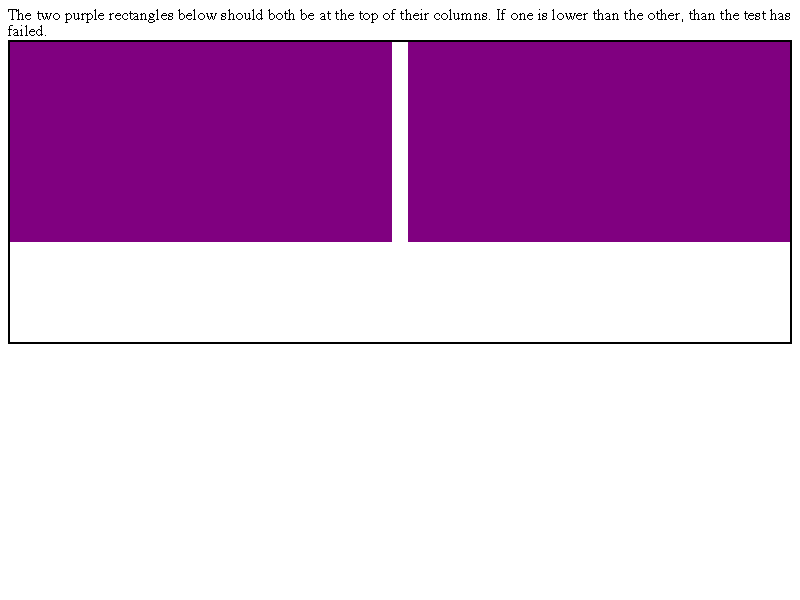 The two purple rectangles below should both be at the top of their columns. If one is lower than the other, than the test has
failed.